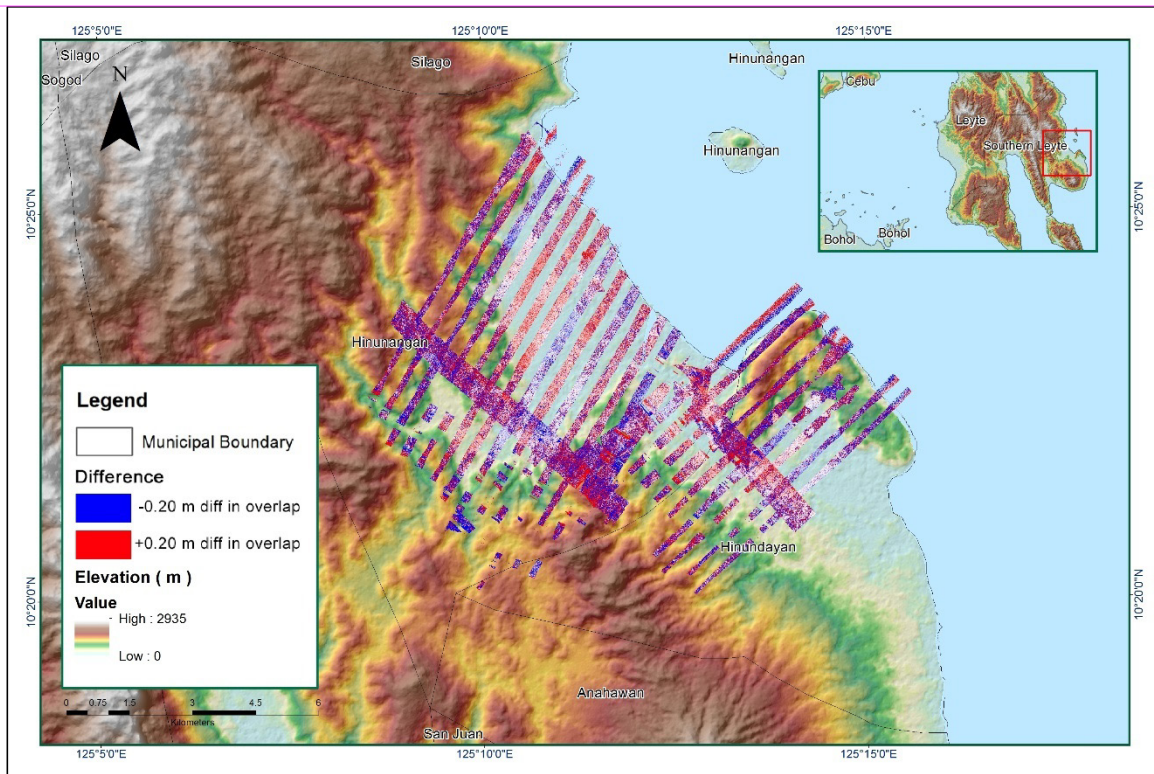 125°5'0"E
125°10'0"E
125°15'0"E
Silago
Sogod
N
Silago
Hinunangan
Hinunangan
Cebu
Leyte
Southern Leyte
Bohol
Bohol
10°25'0"N
10°25'0"N
Hinunangan
Legend
Municipal Boundary
Difference
-0.20 m diff in overlap
+0.20 m diff in overlap
Elevation ( m )
Value
High : 2935
Low : 0
Hinundayan
10°20'0"N
10°20'0"N
Anahawan
San Juan
0 0.75 1.5 3 4.5 6
Kilometers
125°5'0"E
125°10'0"E
125°15'0"E